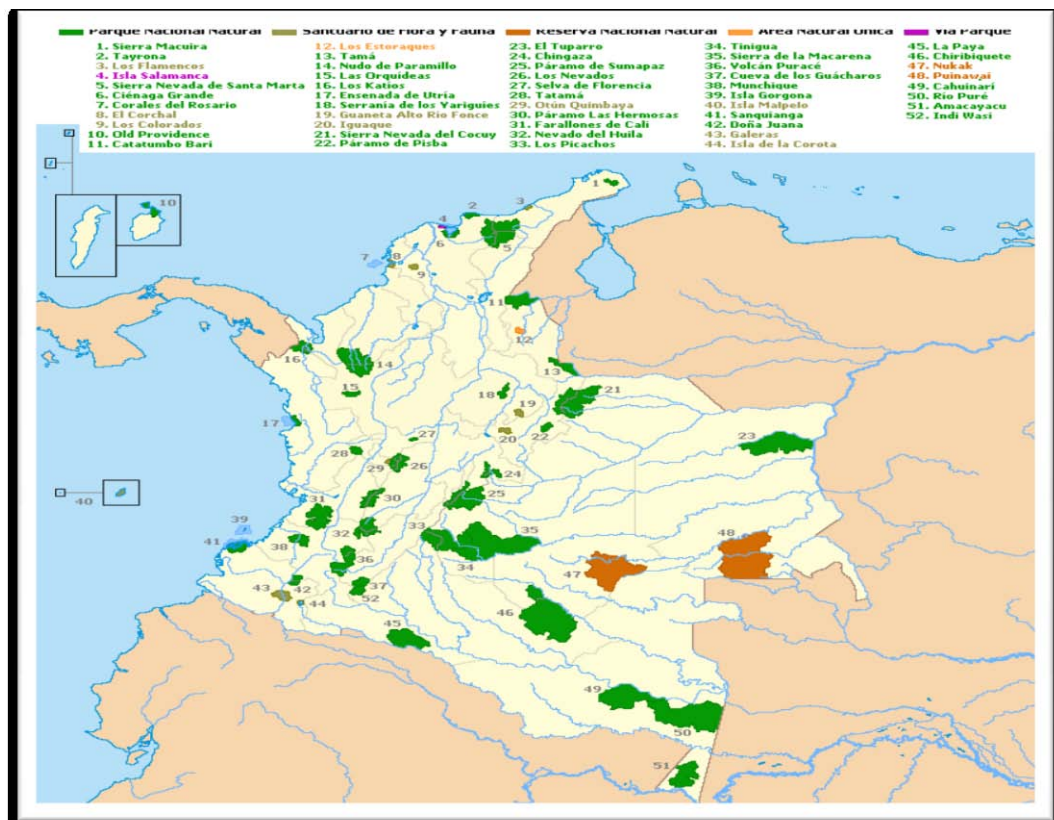 Parque Nacional Natural
Santuario de Flora y Fauna
Reserva Nacional Natural
Área Natural Única
Vía Parque
1. Sierra Macuira
2. Tayrona
3. Los Flamencos
4. Isla Salamanca
5. Sierra Nevada de Santa Marta
6. Ciénaga Grande
7. Corales del Rosario
8. El Corchal
9. Los Colorados
10. Old Providence
11. Catatumbo Bari
12. Los Estoraques
13. Tamá
14. Nudo de Paramillo
15. Las Orquídeas
16. Los Katios
17. Ensenada de Utria
18. Serranía de los Yariguíes
19. Guaneta Alto Río Fonce
20. Iguaque
21. Sierra Nevada del Cocuy
22. Páramo de Pisba
23. El Tuparro
24. Chingaza
25. Páramo de Sumapaz
26. Los Nevados
27. Selva de Florencia
28. Tatamá
29. Otún Quimbaya
30. Páramo Las Hermosas
31. Farallones de Cali
32. Nevado del Huila
33. Los Picachos
34. Tinigua
35. Sierra de la Macarena
36. Volcán Puracé
37. Cueva de los Guácharos
38. Munchique
39. Isla Gorgona
40. Isla Malpelo
41. Sanquianga
42. Doña Juana
43. Galeras
44. Isla de la Corota
45. La Paya
46. Chiribiquete
47. Nukak
48. Puinawai
49. Cahuinarí
50. Río Puré
51. Amacayacu
52. Indi Wasi
1
2
3
4
5
6
7
8
9
10
11
12
13
14
15
16
17
18
19
20
21
22
23
24
25
26
27
28
29
30
31
32
33
34
35
36
37
38
39
40
41
42
43
44
45
46
47
48
49
50
51
52